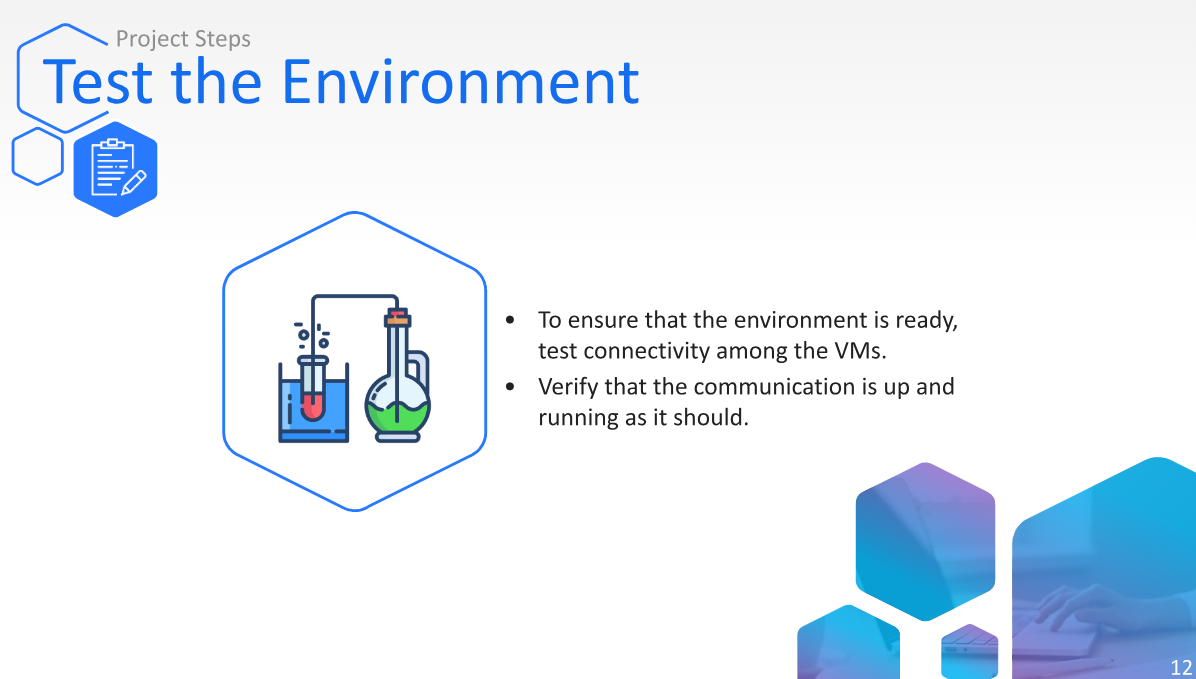 Project Steps
Test the Environment
• To ensure that the environment is ready,
test connectivity among the VMs.
• Verify that the communication is up and
running as it should.
12